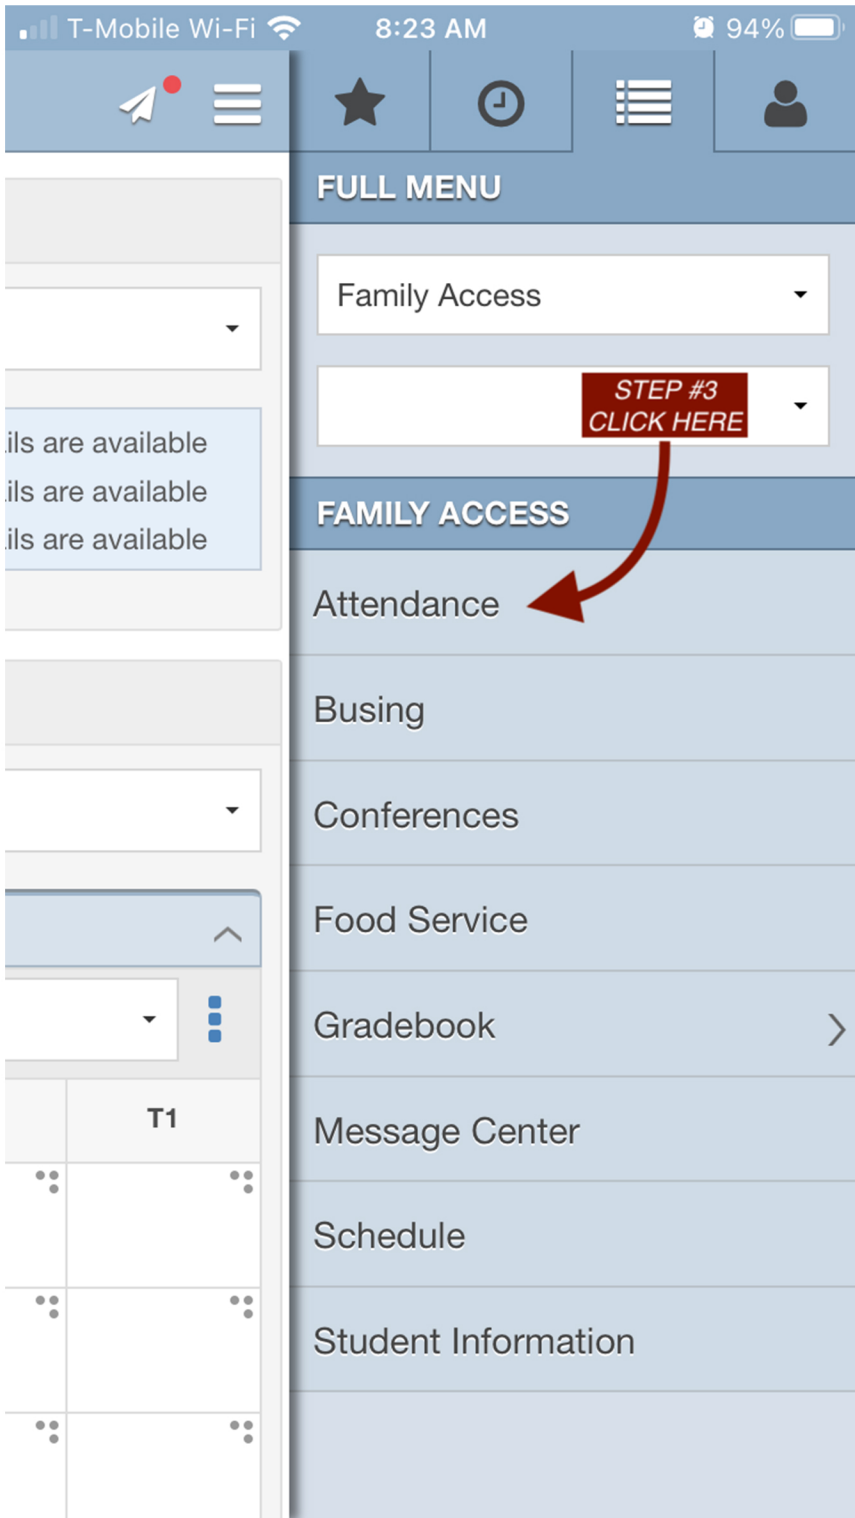 T-Mobile Wi-Fi 8:23 AM 94%
FULL MENU
Family Access
STEP #3
CLICK HERE
ils are available
ils are available
ils are available
FAMILY ACCESS
Attendance
Busing
Conferences
Food Service
Gradebook
T1
Message Center
Schedule
Student Information